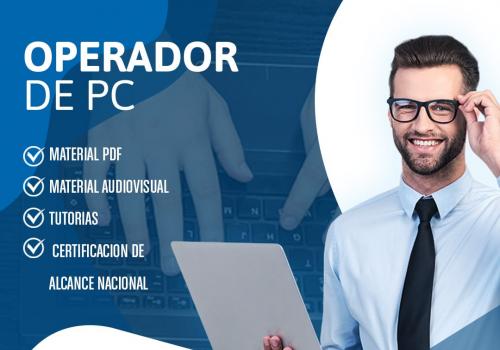 OPERADOR
DE PC
MATERIAL PDF
MATERIAL AUDIOVISUAL
TUTORIAS
CERTIFICACION DE
ALCANCE NACIONAL